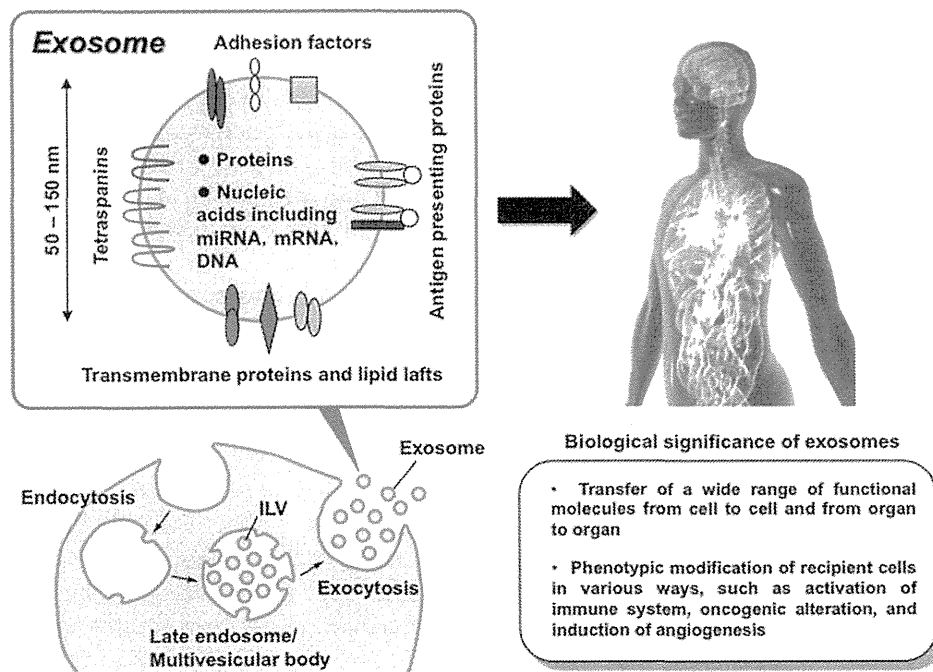 Exosome
Adhesion factors
50 – 150 nm
Tetraspanins
• Proteins
• Nucleic
acids including
miRNA, mRNA,
DNA
Antigen presenting proteins
Transmembrane proteins and lipid lafts
Endocytosis
ILV
Exosome
Exocytosis
Late endosome/
Multivesicular body
Biological significance of exosomes
• Transfer of a wide range of functional
molecules from cell to cell and from organ
to organ
• Phenotypic modification of recipient cells
in various ways, such as activation of
immune system, oncogenic alteration, and
induction of angiogenesis